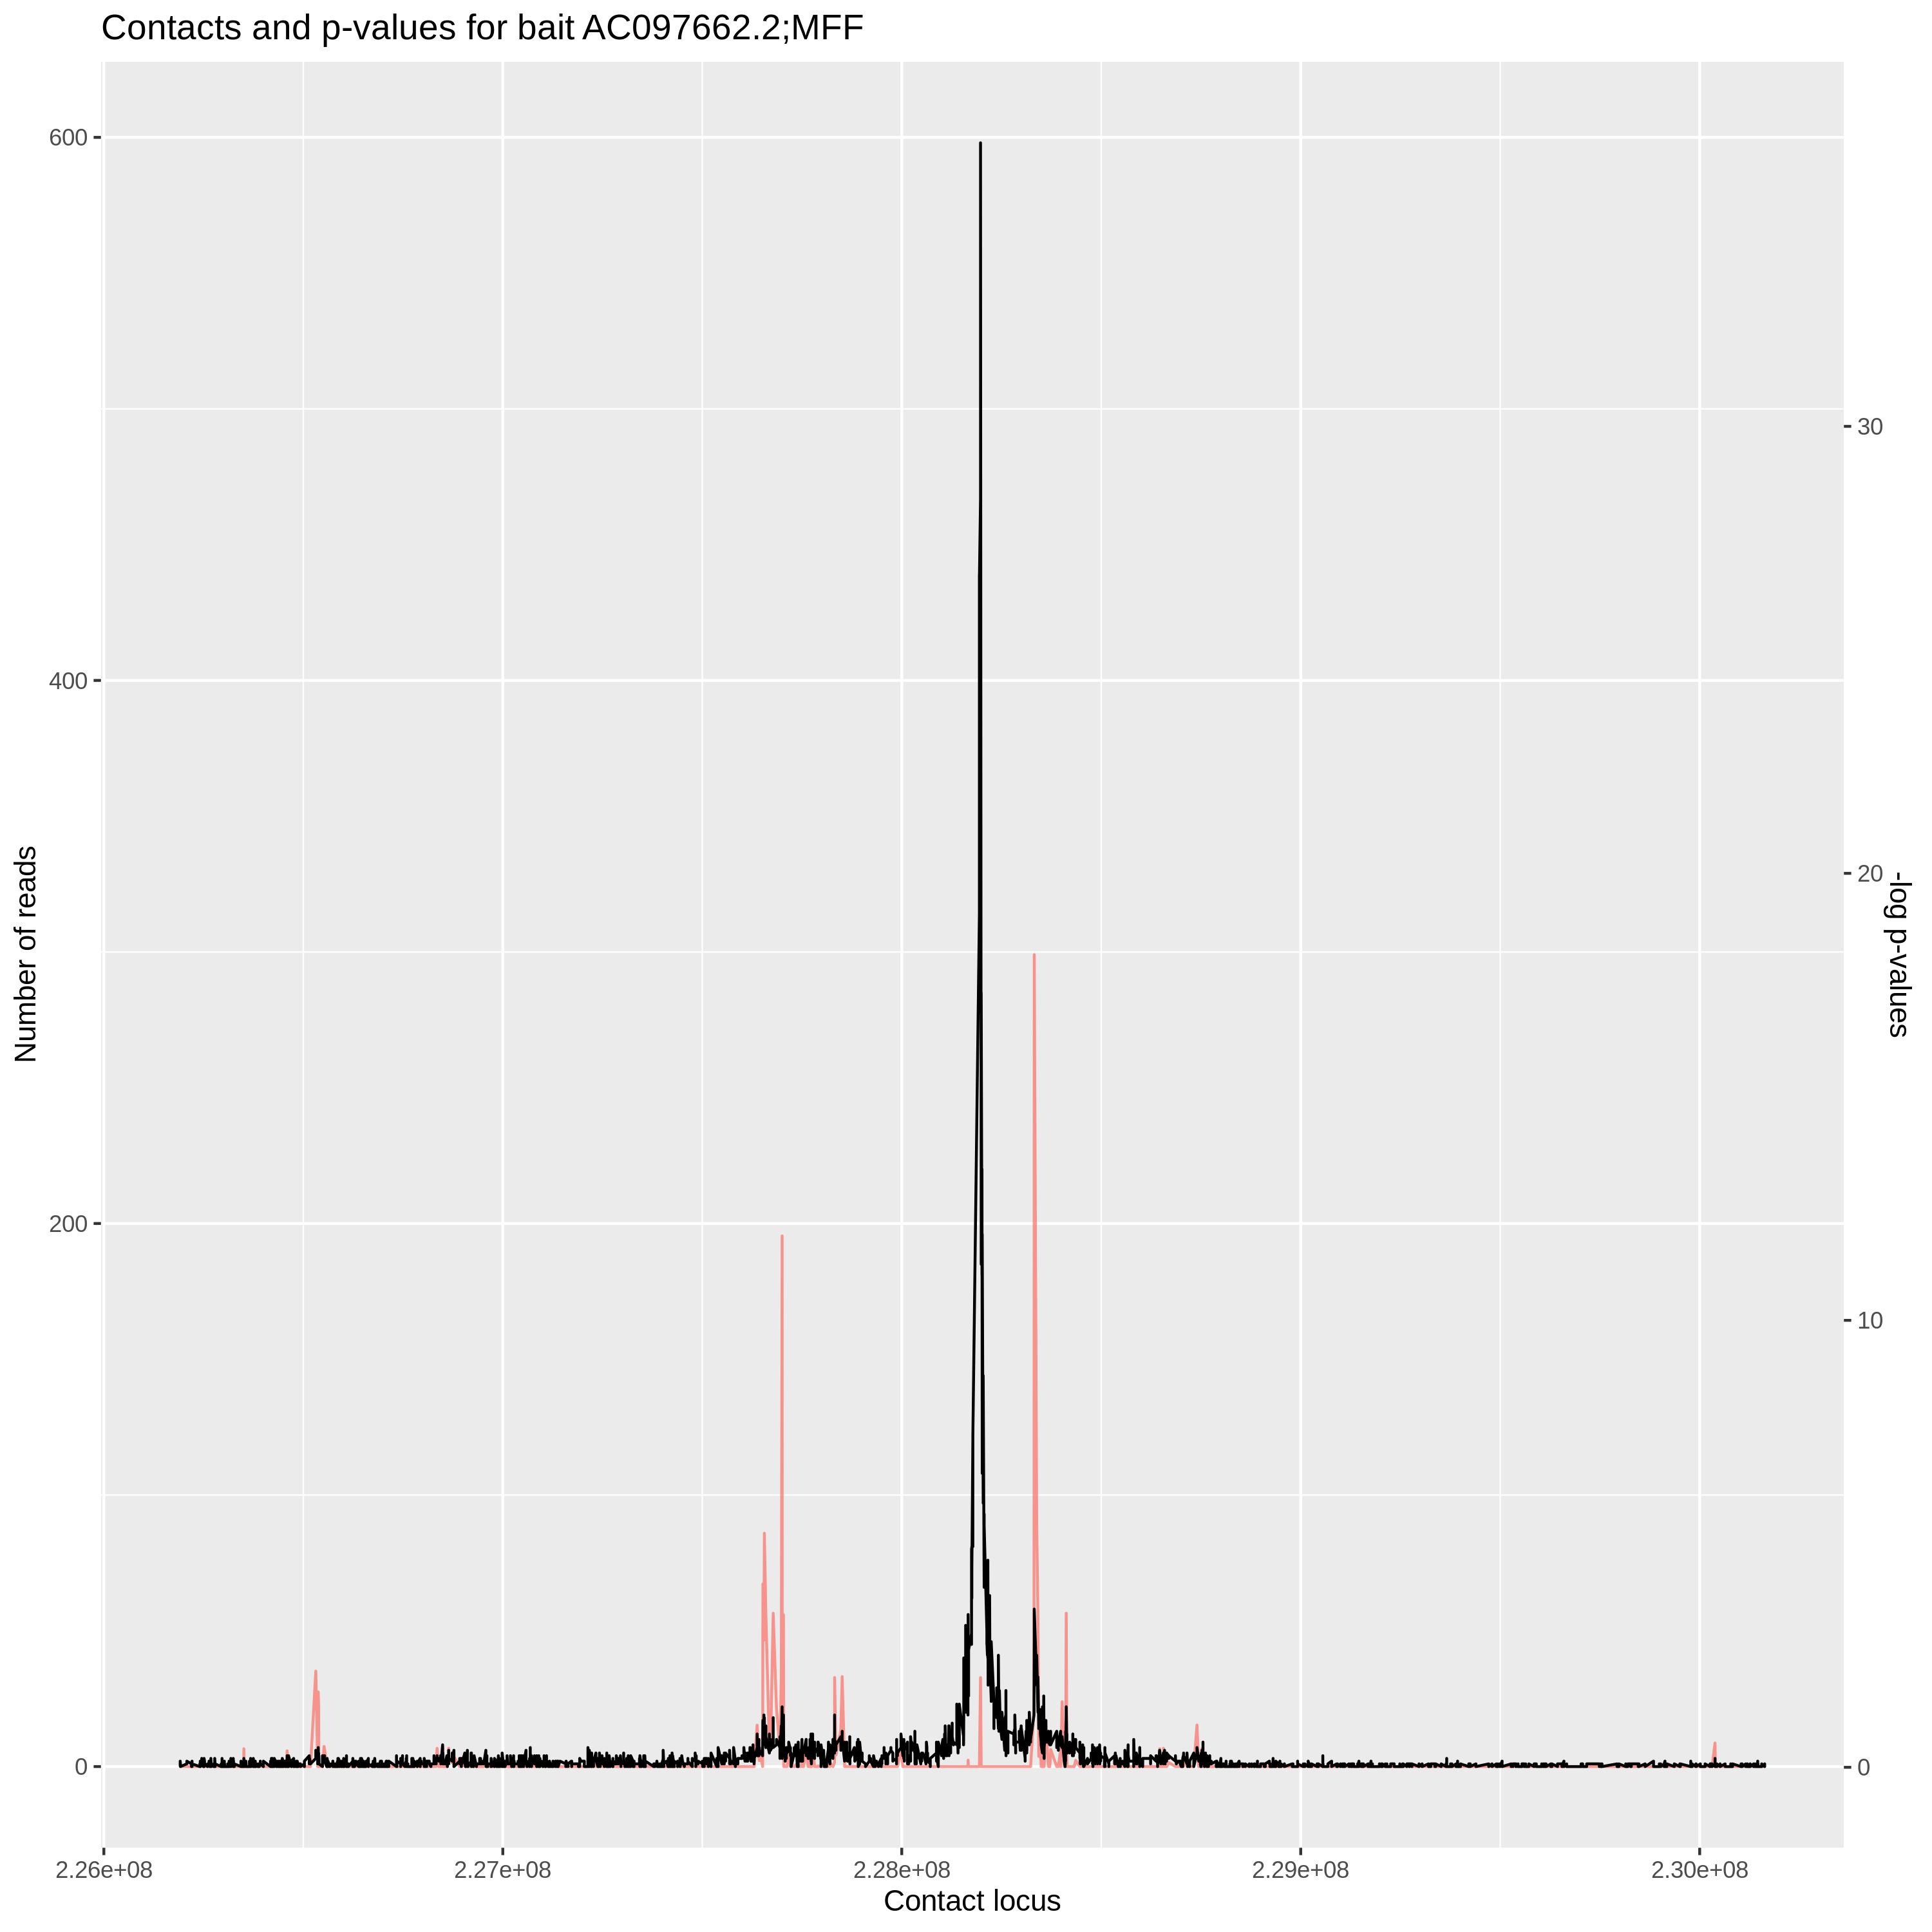 Contacts and p-values for bait AC097662.2;MFF
600
400
200
0
Number of reads
30
20
10
0
-log p-values
2.26e+08
2.27e+08
2.28e+08
2.29e+08
2.30e+08
Contact locus